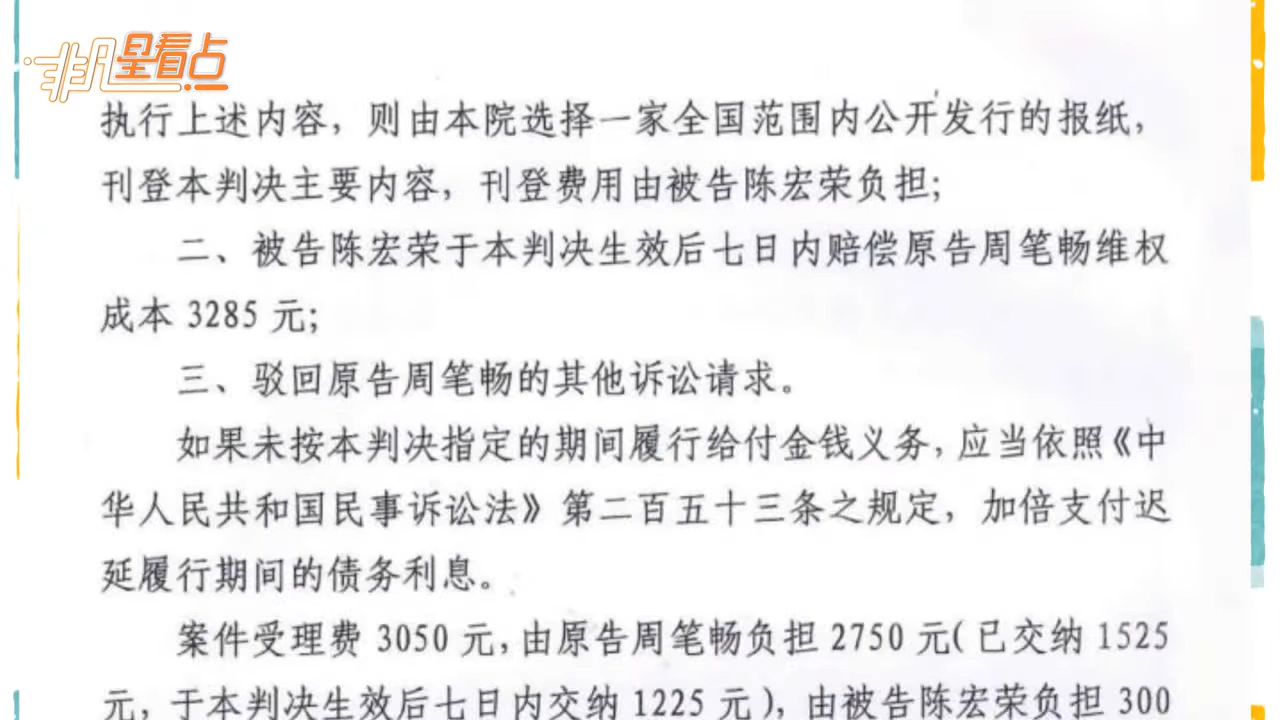 非凡星看点
执行上述内容，则由本院选择一家全国范围内公开发行的报纸，
刊登本判决主要内容，刊登费用由被告陈宏荣负担；
二、被告陈宏荣于本判决生效后七日内赔偿原告周笔畅维权
成本 3285 元；
三、驳回原告周笔畅的其他诉讼请求。
如果未按本判决指定的期间履行给付金钱义务，应当依照《中
华人民共和国民事诉讼法》第二百五十三条之规定，加倍支付迟
延履行期间的债务利息。
案件受理费 3050 元，由原告周笔畅负担 2750 元（已交纳 1525
元，于本判决生效后七日内交纳 1225 元），由被告陈宏荣负担 300